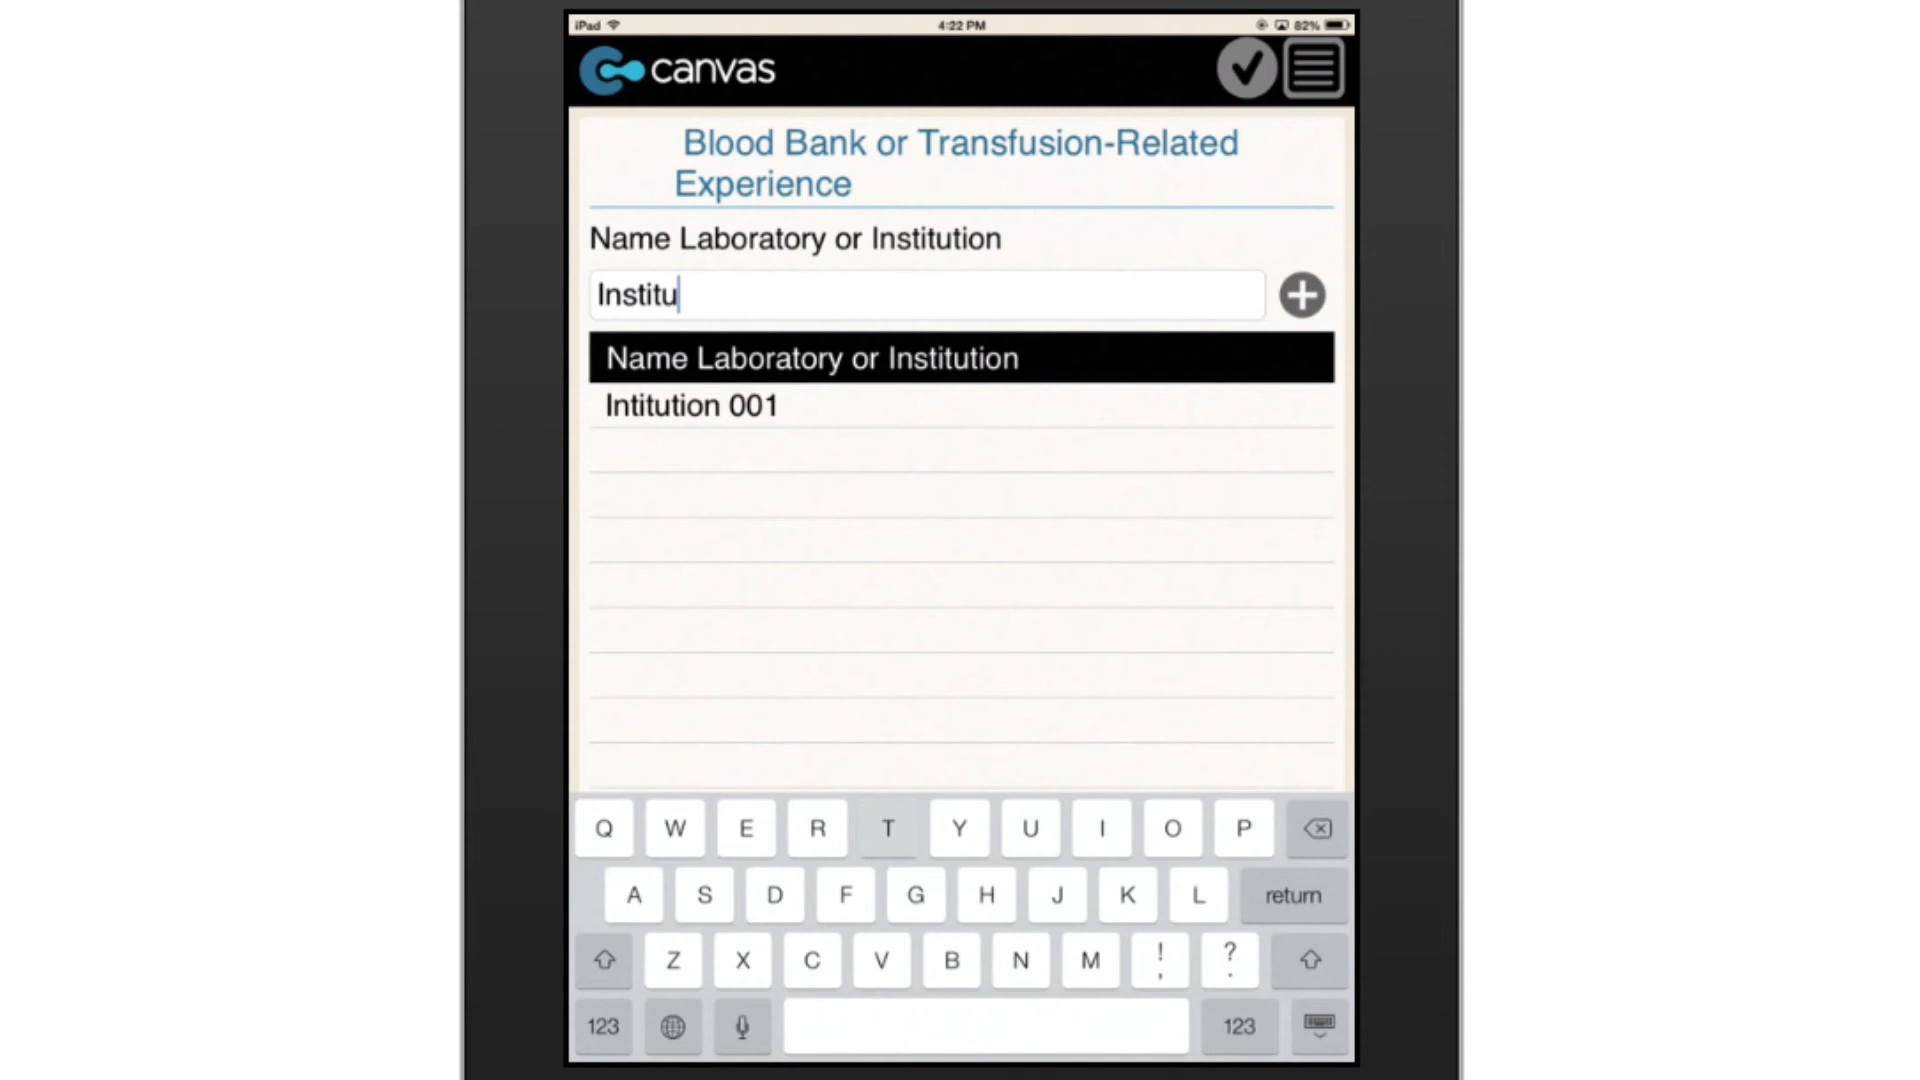 iPad 4:22 PM 82%
canvas
Blood Bank or Transfusion-Related
Experience
Name Laboratory or Institution
Institu
Name Laboratory or Institution
Intitution 001
Q W E R T Y U I O P
A S D F G H J K L return
Z X C V B N M ! , ? .
123 123